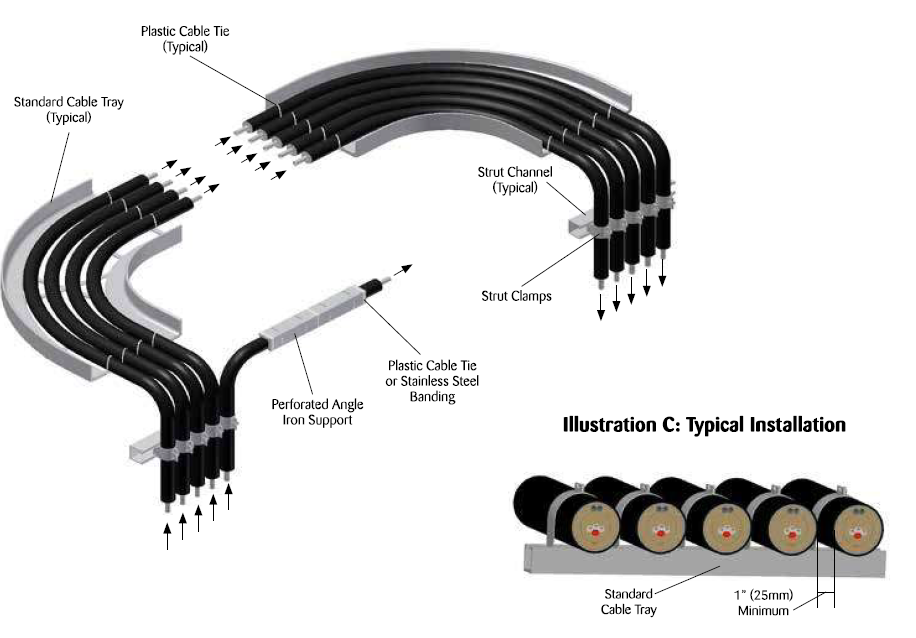 Plastic Cable Tie
(Typical)
Standard Cable Tray
(Typical)
Strut Channel
(Typical)
Strut Clamps
Plastic Cable Tie
or Stainless Steel
Banding
Perforated Angle
Iron Support
Illustration C: Typical Installation
Standard
Cable Tray
1” (25mm)
Minimum